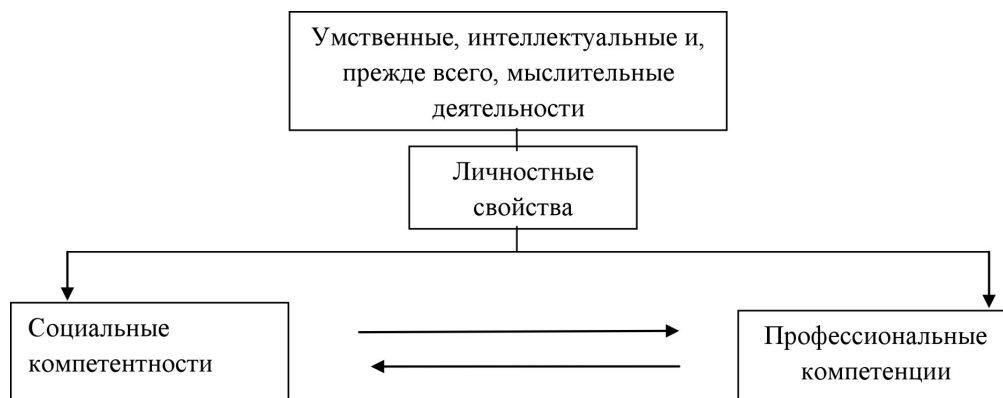 Умственные, интеллектуальные и,
прежде всего, мыслительные
деятельности
Личностные
свойства
Социальные
компетентности
Профессиональные
компетенции